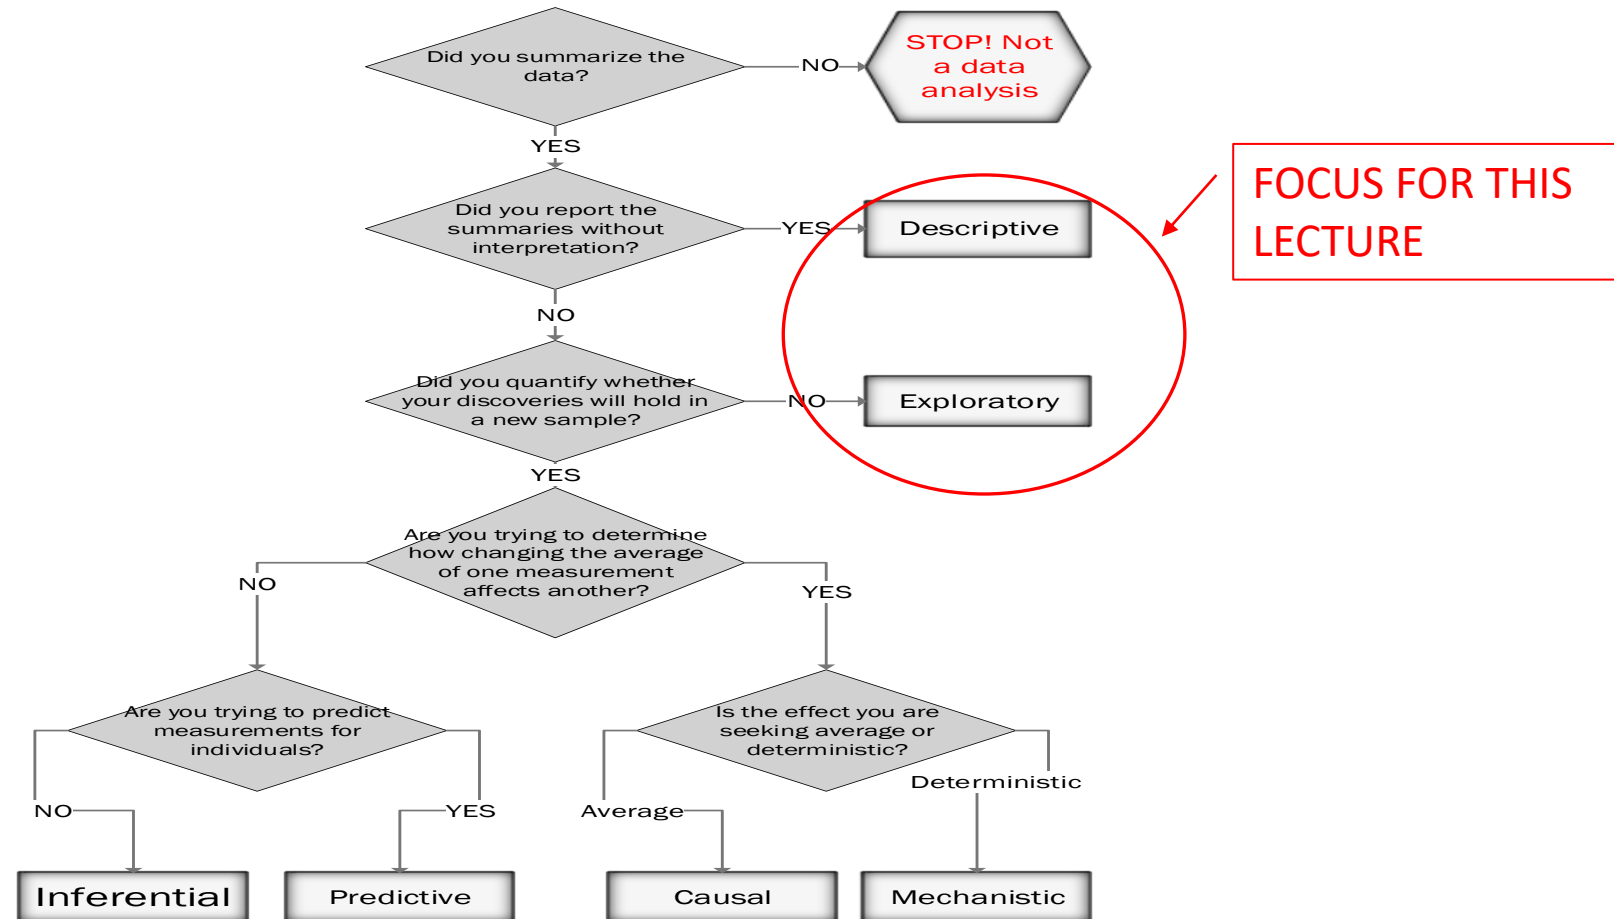 Did you summarize the
data?
NO
STOP! Not
a data
analysis
YES
FOCUS FOR THIS
LECTURE
Did you report the
summaries without
interpretation?
YES
Descriptive
NO
Did you quantify whether
your discoveries will hold in
a new sample?
NO
Exploratory
YES
Are you trying to determine
how changing the average
of one measurement
affects another?
NO
YES
Are you trying to predict
measurements for
individuals?
Is the effect you are
seeking average or
deterministic?
NO
YES
Average
Deterministic
Inferential
Predictive
Causal
Mechanistic